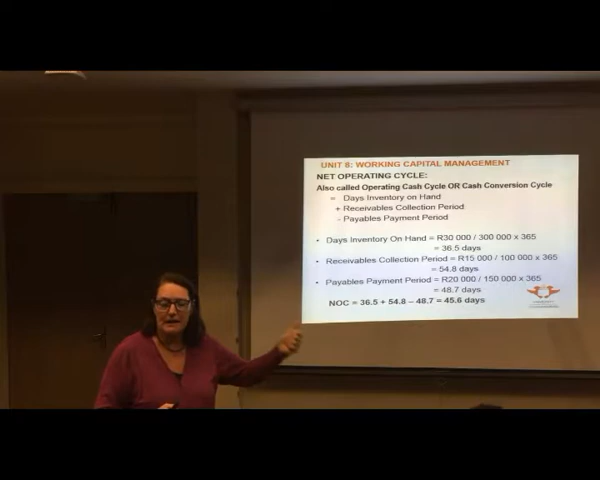 UNIT 8: WORKING CAPITAL MANAGEMENT
NET OPERATING CYCLE:
Also called Operating Cash Cycle OR Cash Conversion Cycle
= Days Inventory on Hand
+ Receivables Collection Period
- Payables Payment Period
• Days Inventory On Hand = R30 000 / 300 000 x 365
= 36.5 days
• Receivables Collection Period = R15 000 / 100 000 x 365
= 54.8 days
• Payables Payment Period = R20 000 / 150 000 x 365
= 48.7 days
NOC = 36.5 + 54.8 – 48.7 = 45.6 days